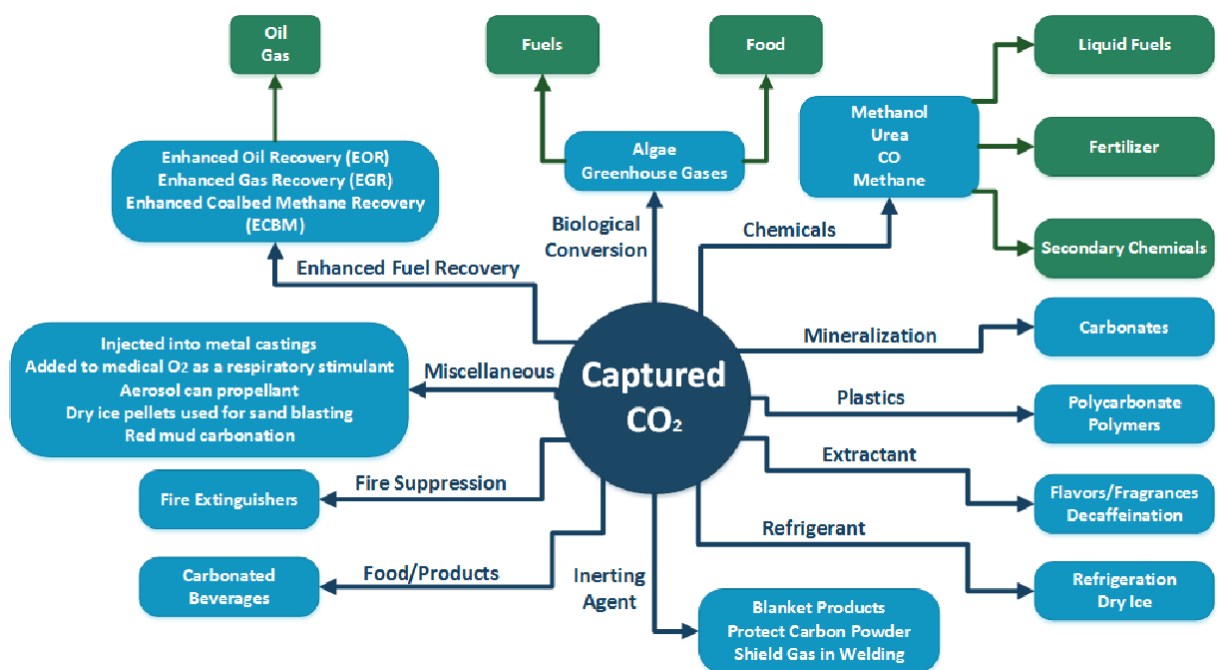 Oil
Gas
Fuels
Food
Liquid Fuels
Methanol
Urea
CO
Methane
Fertilizer
Secondary Chemicals
Enhanced Oil Recovery (EOR)
Enhanced Gas Recovery (EGR)
Enhanced Coalbed Methane Recovery
(ECBM)
Algae
Greenhouse Gases
Biological
Conversion
Chemicals
Enhanced Fuel Recovery
Mineralization
Carbonates
Injected into metal castings
Added to medical O₂ as a respiratory stimulant
Aerosol can propellant
Dry ice pellets used for sand blasting
Red mud carbonation
Miscellaneous
Captured
CO₂
Plastics
Polycarbonate
Polymers
Extractant
Flavors/Fragrances
Decaffeination
Fire Suppression
Fire Extinguishers
Refrigerant
Refrigeration
Dry Ice
Food/Products
Carbonated
Beverages
Inerting
Agent
Blanket Products
Protect Carbon Powder
Shield Gas in Welding